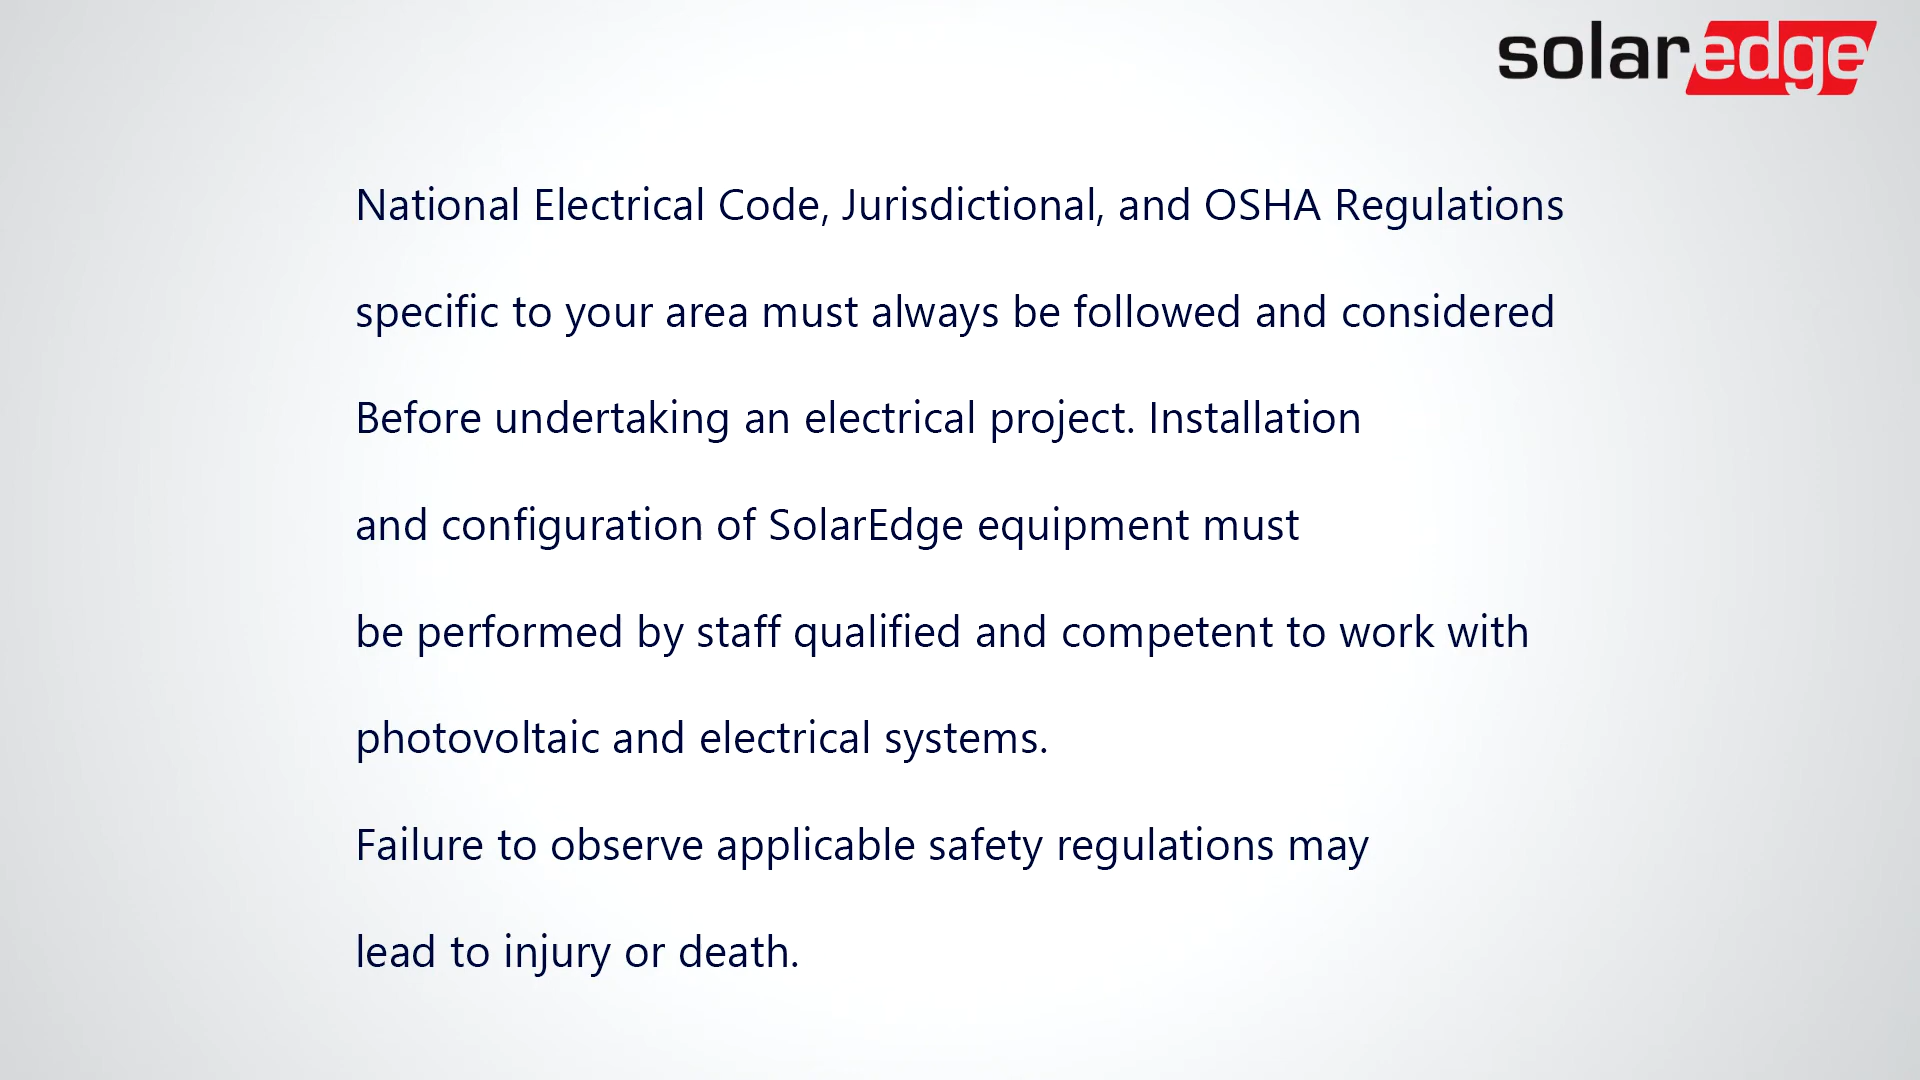 solaredge
National Electrical Code, Jurisdictional, and OSHA Regulations
specific to your area must always be followed and considered
Before undertaking an electrical project. Installation
and configuration of SolarEdge equipment must
be performed by staff qualified and competent to work with
photovoltaic and electrical systems.
Failure to observe applicable safety regulations may
lead to injury or death.